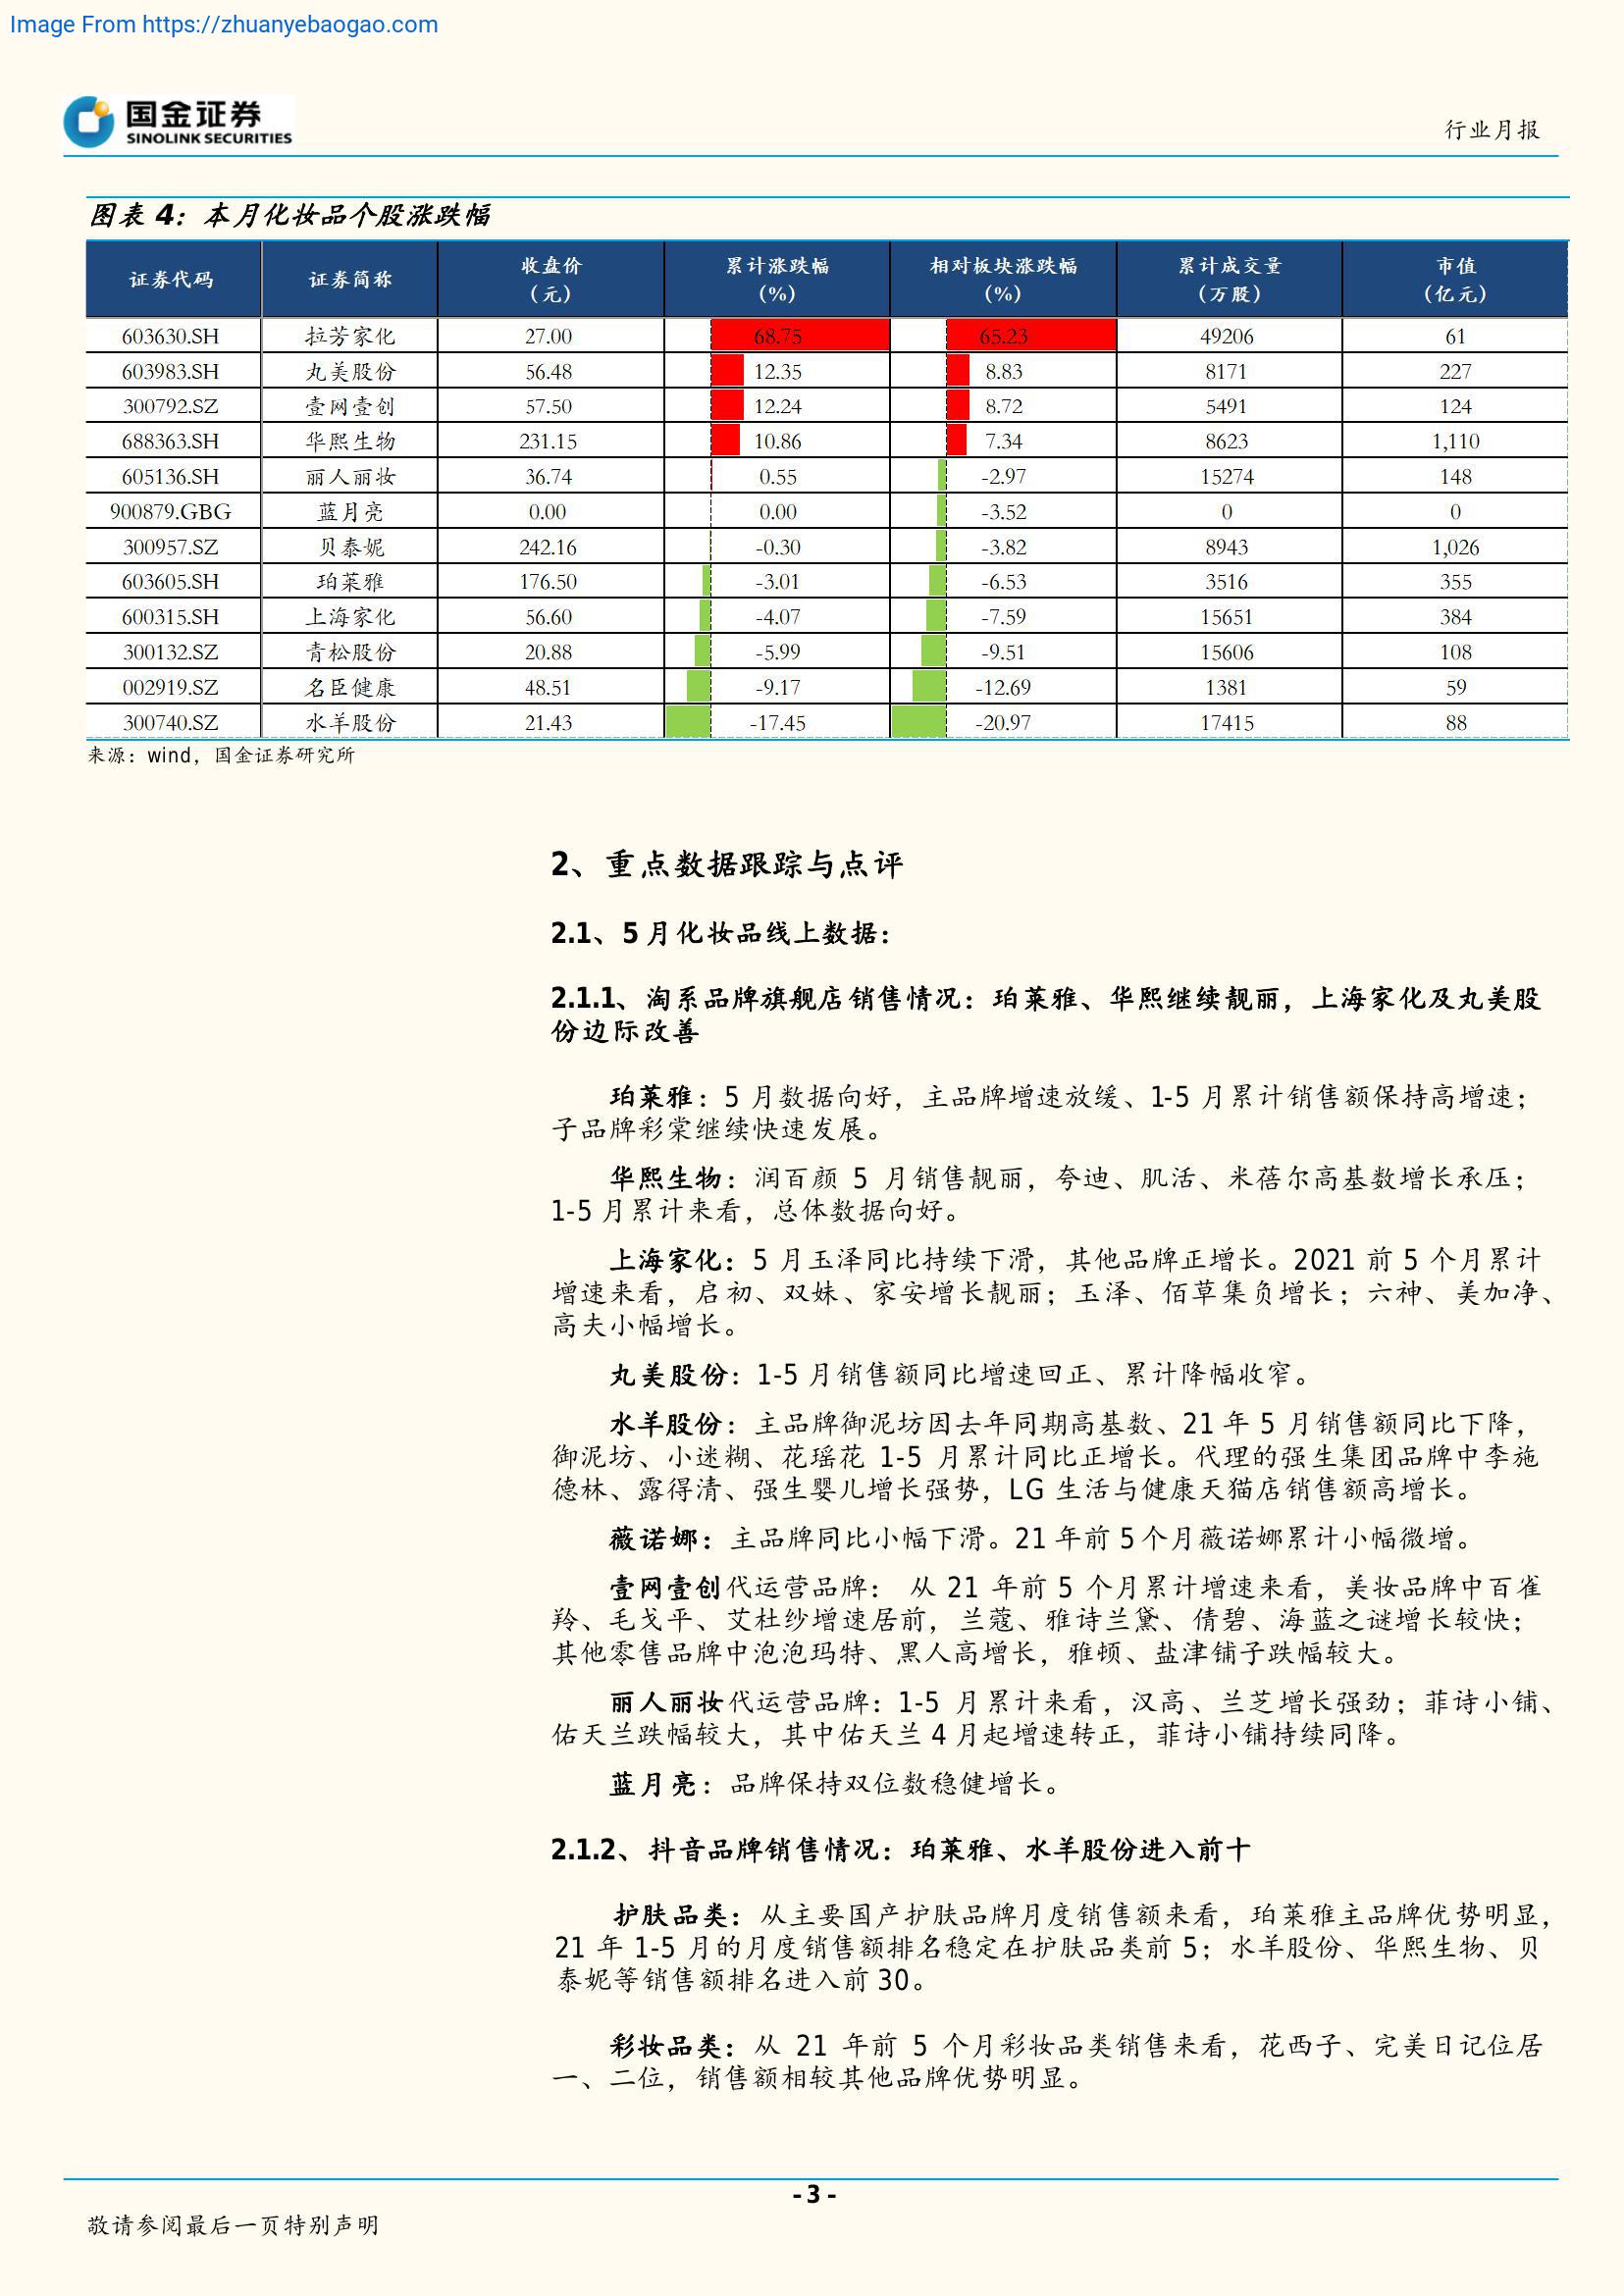 Image From https://zhuanyebaogao.com
国金证券
SINOLINK SECURITIES
行业月报
图表 4：本月化妆品个股涨跌幅
证券代码 证券简称 收盘价（元） 累计涨跌幅（%） 相对板块涨跌幅（%） 累计成交量（万股） 市值（亿元）
603630.SH 拉芳家化 27.00 68.75 65.23 49206 61
603983.SH 丸美股份 56.48 12.35 8.83 8171 227
300792.SZ 壹网壹创 57.50 12.24 8.72 5491 124
688363.SH 华熙生物 231.15 10.86 7.34 8623 1,110
605136.SH 丽人丽妆 36.74 0.55 -2.97 15274 148
900879.GBG 蓝月亮 0.00 0.00 -3.52 0 0
300957.SZ 贝泰妮 242.16 -0.30 -3.82 8943 1,026
603605.SH 珀莱雅 176.50 -3.01 -6.53 3516 355
600315.SH 上海家化 56.60 -4.07 -7.59 15651 384
300132.SZ 青松股份 20.88 -5.99 -9.51 15606 108
002919.SZ 名臣健康 48.51 -9.17 -12.69 1381 59
300740.SZ 水羊股份 21.43 -17.45 -20.97 17415 88
来源：wind，国金证券研究所
2、重点数据跟踪与点评
2.1、5 月化妆品线上数据：
2.1.1、淘系品牌旗舰店销售情况：珀莱雅、华熙继续靓丽，上海家化及丸美股
份边际改善
珀莱雅：5 月数据向好，主品牌增速放缓、1-5 月累计销售额保持高增速；
子品牌彩棠继续快速发展。
华熙生物：润百颜 5 月销售靓丽，夸迪、肌活、米蓓尔高基数增长承压；
1-5 月累计来看，总体数据向好。
上海家化：5 月玉泽同比持续下滑，其他品牌正增长。2021 前 5 个月累计
增速来看，启初、双妹、家安增长靓丽；玉泽、佰草集负增长；六神、美加净、
高夫小幅增长。
丸美股份：1-5 月销售额同比增速回正、累计降幅收窄。
水羊股份：主品牌御泥坊因去年同期高基数、21 年 5 月销售额同比下降，
御泥坊、小迷糊、花瑶花 1-5 月累计同比正增长。代理的强生集团品牌中李施
德林、露得清、强生婴儿增长强势，LG 生活与健康天猫店销售额高增长。
薇诺娜：主品牌同比小幅下滑。21 年前 5 个月薇诺娜累计小幅微增。
壹网壹创代运营品牌： 从 21 年前 5 个月累计增速来看，美妆品牌中百雀
羚、毛戈平、艾杜纱增速居前，兰蔻、雅诗兰黛、倩碧、海蓝之谜增长较快；
其他零售品牌中泡泡玛特、黑人高增长，雅顿、盐津铺子跌幅较大。
丽人丽妆代运营品牌：1-5 月累计来看，汉高、兰芝增长强劲；菲诗小铺、
佑天兰跌幅较大，其中佑天兰 4 月起增速转正，菲诗小铺持续同降。
蓝月亮：品牌保持双位数稳健增长。
2.1.2、抖音品牌销售情况：珀莱雅、水羊股份进入前十
护肤品类：从主要国产护肤品牌月度销售额来看，珀莱雅主品牌优势明显，
21 年 1-5 月的月度销售额排名稳定在护肤品类前 5；水羊股份、华熙生物、贝
泰妮等销售额排名进入前 30。
彩妆品类：从 21 年前 5 个月彩妆品类销售来看，花西子、完美日记位居
一、二位，销售额相较其他品牌优势明显。
- 3 -
敬请参阅最后一页特别声明